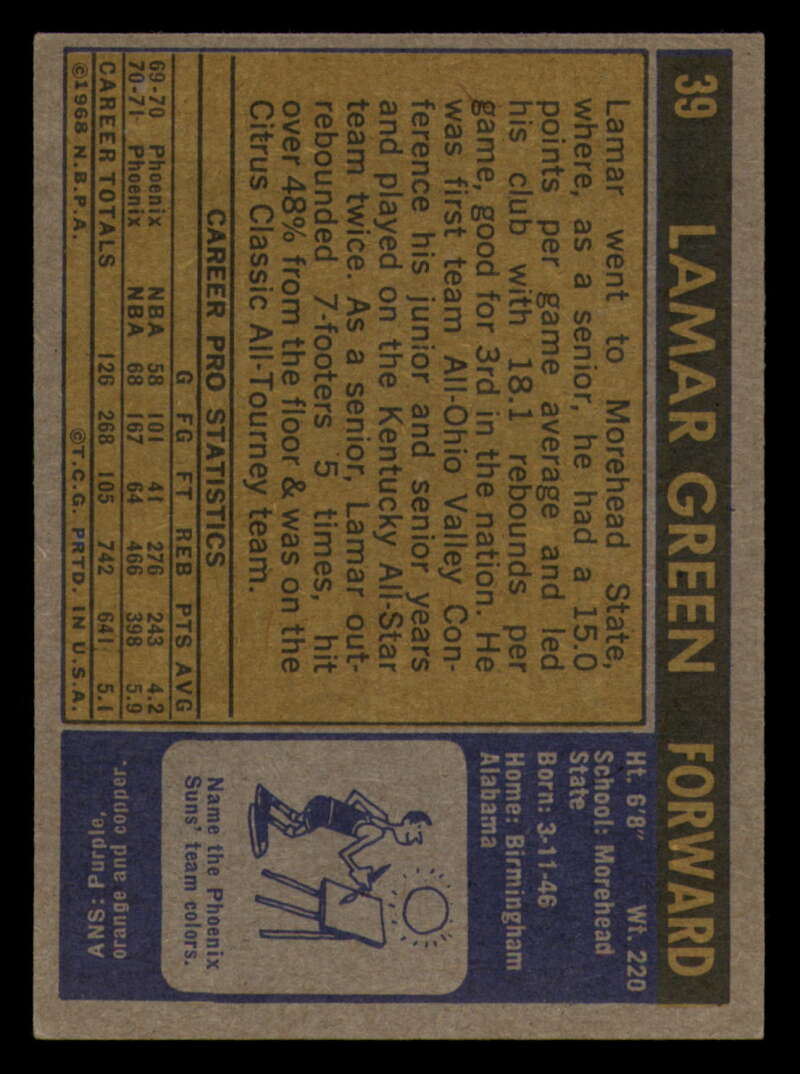 39 LAMAR GREEN FORWARD
Lamar went to Morehead State,
where, as a senior, he had a 15.0
points per game average and led
his club with 18.1 rebounds per
game, good for 3rd in the nation. He
was first team All-Ohio Valley Con-
ference his junior and senior years
and played on the Kentucky All-Star
team twice. As a senior, Lamar out-
rebounded 7-footers 5 times, hit
over 48% from the floor & was on the
Citrus Classic All-Tourney team.
CAREER PRO STATISTICS
G FG FT REB PTS AVG
69-70 Phoenix NBA 58 101 41 276 243 4.2
70-71 Phoenix NBA 68 167 64 466 398 5.9
CAREER TOTALS 126 268 105 742 641 5.1
©1968 N.B.P.A. ©T.C.G. PRTD. IN U.S.A.
Ht. 6'8" Wt. 220
School: Morehead
State
Born: 3-11-46
Home: Birmingham
Alabama
Name the Phoenix
Suns' team colors.
ANS: Purple,
orange and copper.